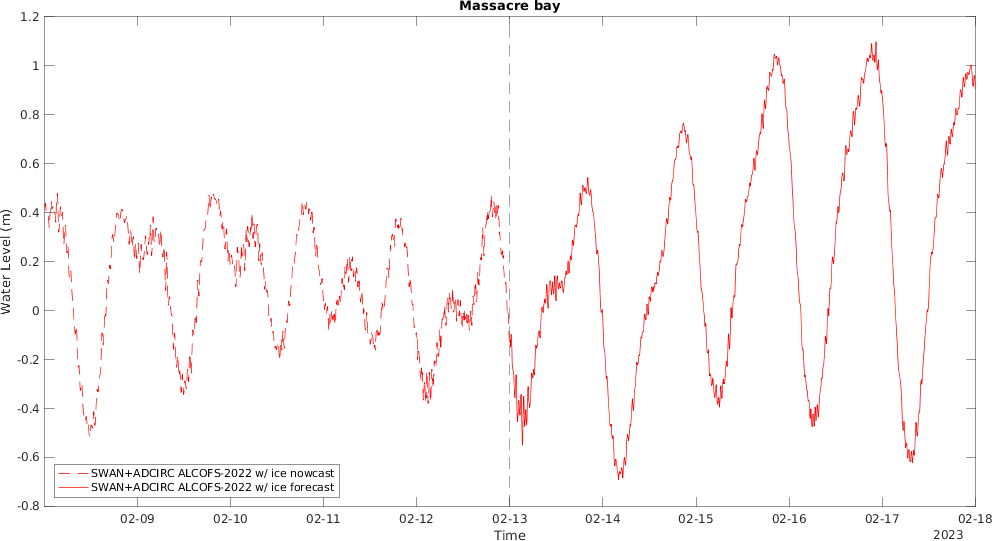 Massacre bay
1.2
1
0.8
0.6
0.4
0.2
0
-0.2
-0.4
-0.6
-0.8
Water Level (m)
SWAN+ADCIRC ALCOFS-2022 w/ ice nowcast
SWAN+ADCIRC ALCOFS-2022 w/ ice forecast
02-09 02-10 02-11 02-12 02-13 02-14 02-15 02-16 02-17 02-18
Time
2023